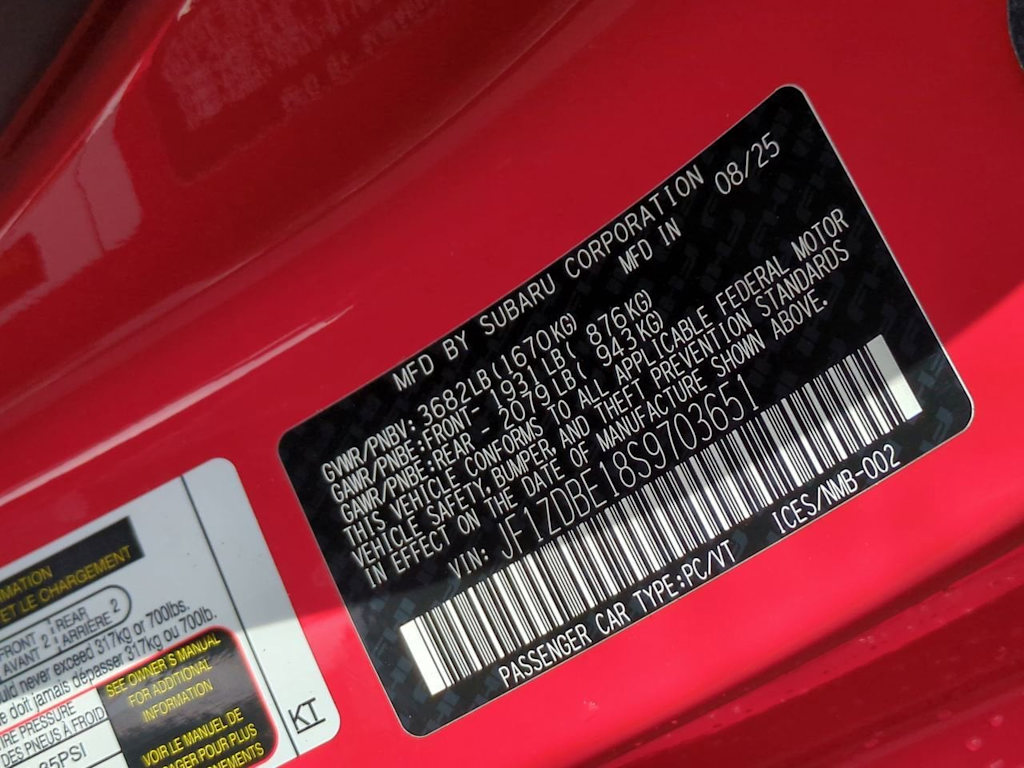 MFD BY SUBARU CORPORATION
MFD IN 08/25
GVWR/PNBV: 3682LB(1670KG)
GAWR/PNBE:FRONT- 1931LB( 876KG)
GAWR/PNBE:REAR - 2079LB( 943KG)
THIS VEHICLE CONFORMS TO ALL APPLICABLE FEDERAL MOTOR
VEHICLE SAFETY, BUMPER, AND THEFT PREVENTION STANDARDS
IN EFFECT ON THE DATE OF MANUFACTURE SHOWN ABOVE.
VIN: JF1ZDBE18S9703651
PASSENGER CAR TYPE:PC/VT ICES/NMB-002
ET LE CHARGEMENT
FRONT 2 REAR 2
AVANT ARRIÈRE
never exceed 317kg or 700lbs.
doit jamais dépasser 317kg ou 700lb.
PRESSURE
DES PNEUS À FROID
35PSI
SEE OWNER'S MANUAL
FOR ADDITIONAL
INFORMATION
VOIR LE MANUEL DE
POUR PLUS
KT